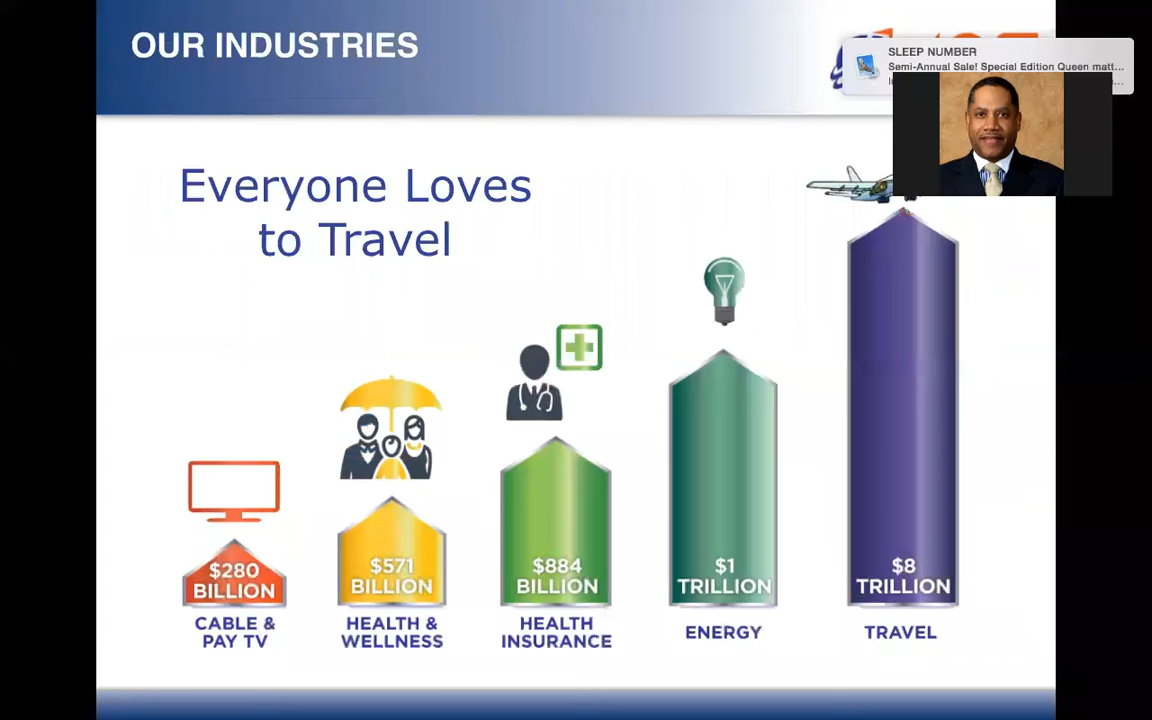 OUR INDUSTRIES
SLEEP NUMBER
Semi-Annual Sale! Special Edition Queen matt...
Everyone Loves
to Travel
$280
BILLION
$571
BILLION
$884
BILLION
$1
TRILLION
$8
TRILLION
CABLE &
PAY TV
HEALTH &
WELLNESS
HEALTH
INSURANCE
ENERGY
TRAVEL